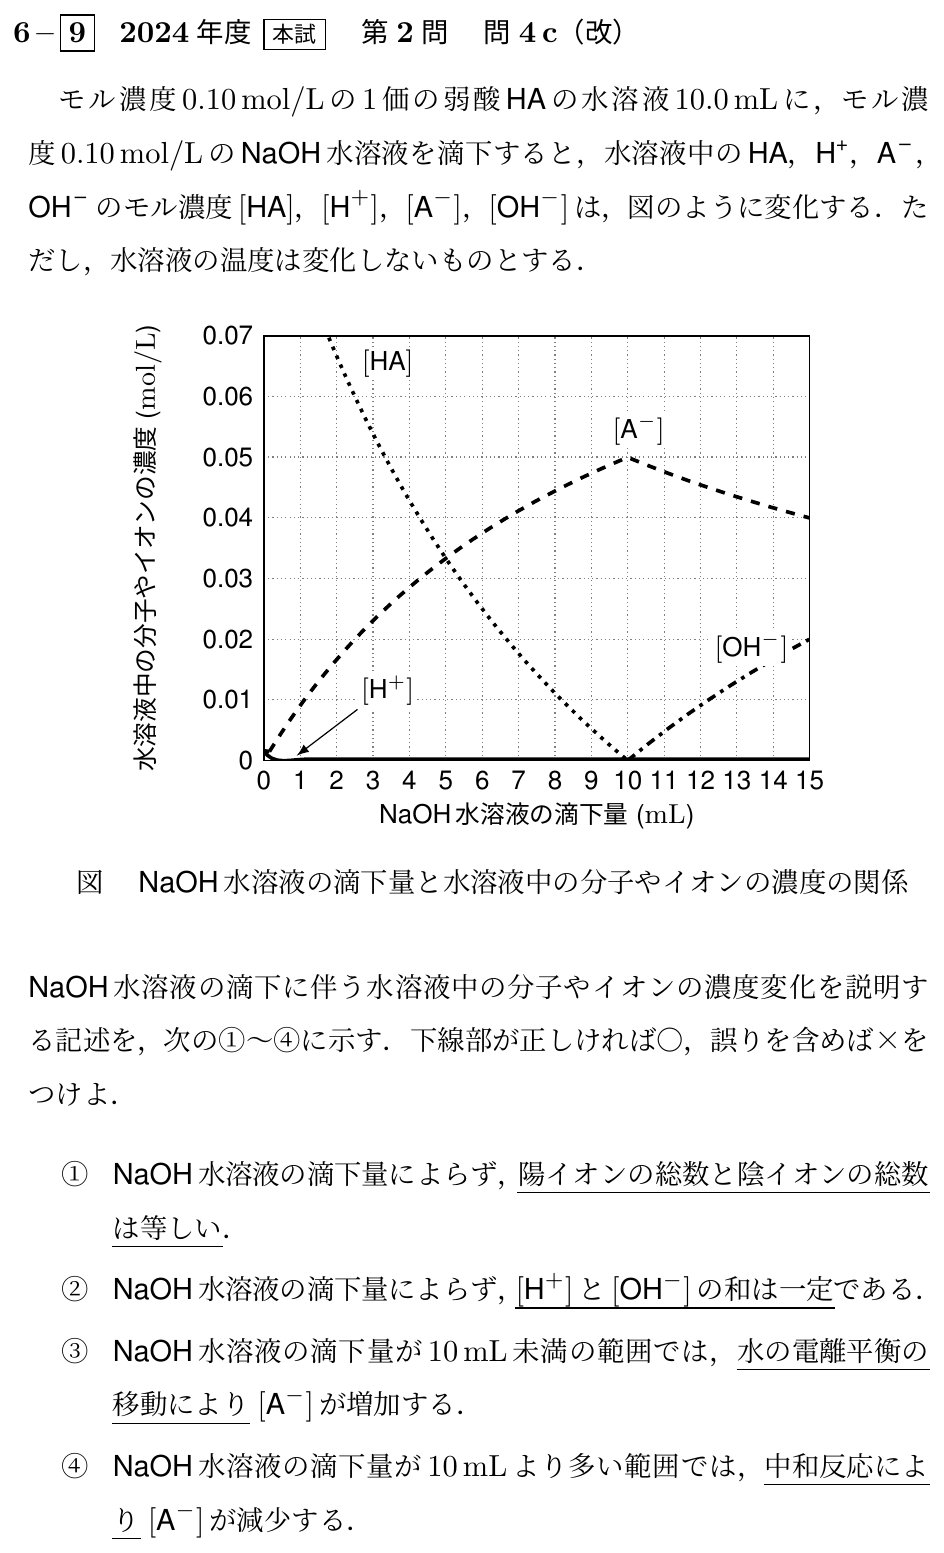 6–9 2024年度 本試 第2問 問4c（改）
モル濃度0.10 mol/Lの1価の弱酸HAの水溶液10.0 mLに，モル濃
度0.10 mol/LのNaOH水溶液を滴下すると，水溶液中のHA，H⁺，A⁻，
OH⁻のモル濃度[HA]，[H⁺]，[A⁻]，[OH⁻]は，図のように変化する．た
だし，水溶液の温度は変化しないものとする．
水溶液中の分子やイオンの濃度 (mol/L)
0.07
0.06
0.05
0.04
0.03
0.02
0.01
0
[HA]
[A⁻]
[OH⁻]
[H⁺]
0 1 2 3 4 5 6 7 8 9 10 11 12 13 14 15
NaOH水溶液の滴下量 (mL)
図 NaOH水溶液の滴下量と水溶液中の分子やイオンの濃度の関係
NaOH水溶液の滴下に伴う水溶液中の分子やイオンの濃度変化を説明す
る記述を，次の①～④に示す．下線部が正しければ○，誤りを含めば×を
つけよ．
① NaOH水溶液の滴下量によらず，陽イオンの総数と陰イオンの総数
は等しい．
② NaOH水溶液の滴下量によらず，[H⁺]と[OH⁻]の和は一定である．
③ NaOH水溶液の滴下量が10 mL未満の範囲では，水の電離平衡の
移動により[A⁻]が増加する．
④ NaOH水溶液の滴下量が10 mLより多い範囲では，中和反応によ
り[A⁻]が減少する．